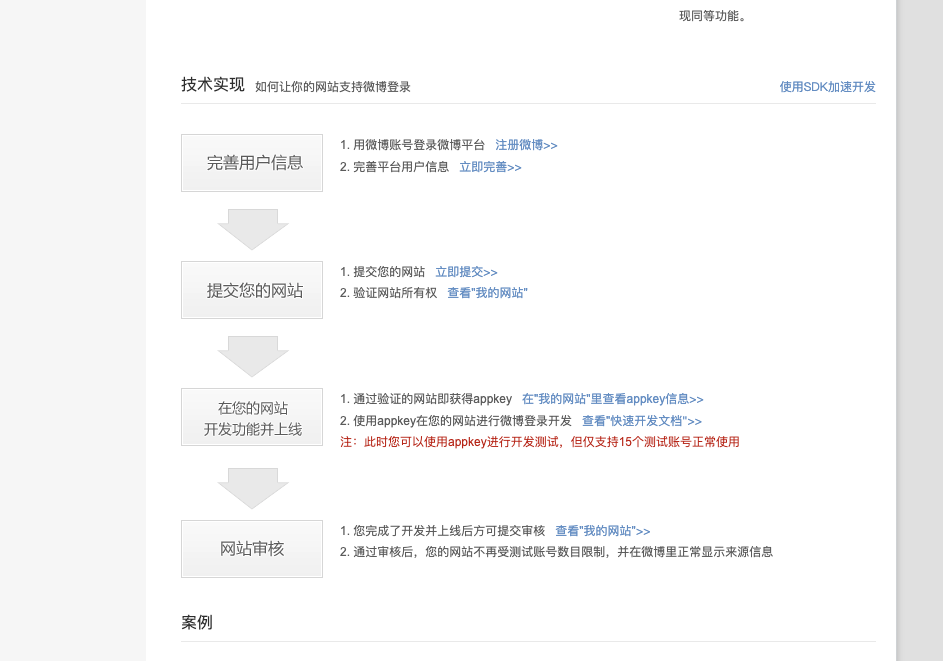 现同等功能。
技术实现 如何让你的网站支持微博登录 使用SDK加速开发
完善用户信息
1. 用微博账号登录微博平台 注册微博>>
2. 完善平台用户信息 立即完善>>
提交您的网站
1. 提交您的网站 立即提交>>
2. 验证网站所有权 查看"我的网站"
在您的网站
开发功能并上线
1. 通过验证的网站即获得appkey 在"我的网站"里查看appkey信息>>
2. 使用appkey在您的网站进行微博登录开发 查看"快速开发文档">>
注：此时您可以使用appkey进行开发测试，但仅支持15个测试账号正常使用
网站审核
1. 您完成了开发并上线后方可提交审核 查看"我的网站">>
2. 通过审核后，您的网站不再受测试账号数目限制，并在微博里正常显示来源信息
案例